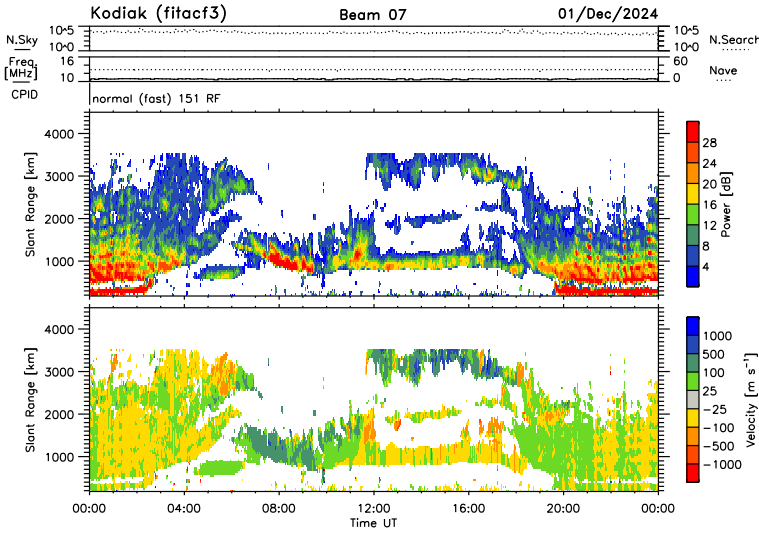 Kodiak (fitacf3) Beam 07 01/Dec/2024
N.Sky 10^5 10^0 10^5 10^0 N.Search
Freq. [MHz] 16 10 60 0 Nave
CPID normal (fast) 151 RF
Slant Range [km] 4000 3000 2000 1000
Power [dB] 28 24 20 16 12 8 4
Slant Range [km] 4000 3000 2000 1000
Velocity [m s⁻¹] 1000 500 100 25 −25 −100 −500 −1000
00:00 04:00 08:00 12:00 16:00 20:00 00:00
Time UT